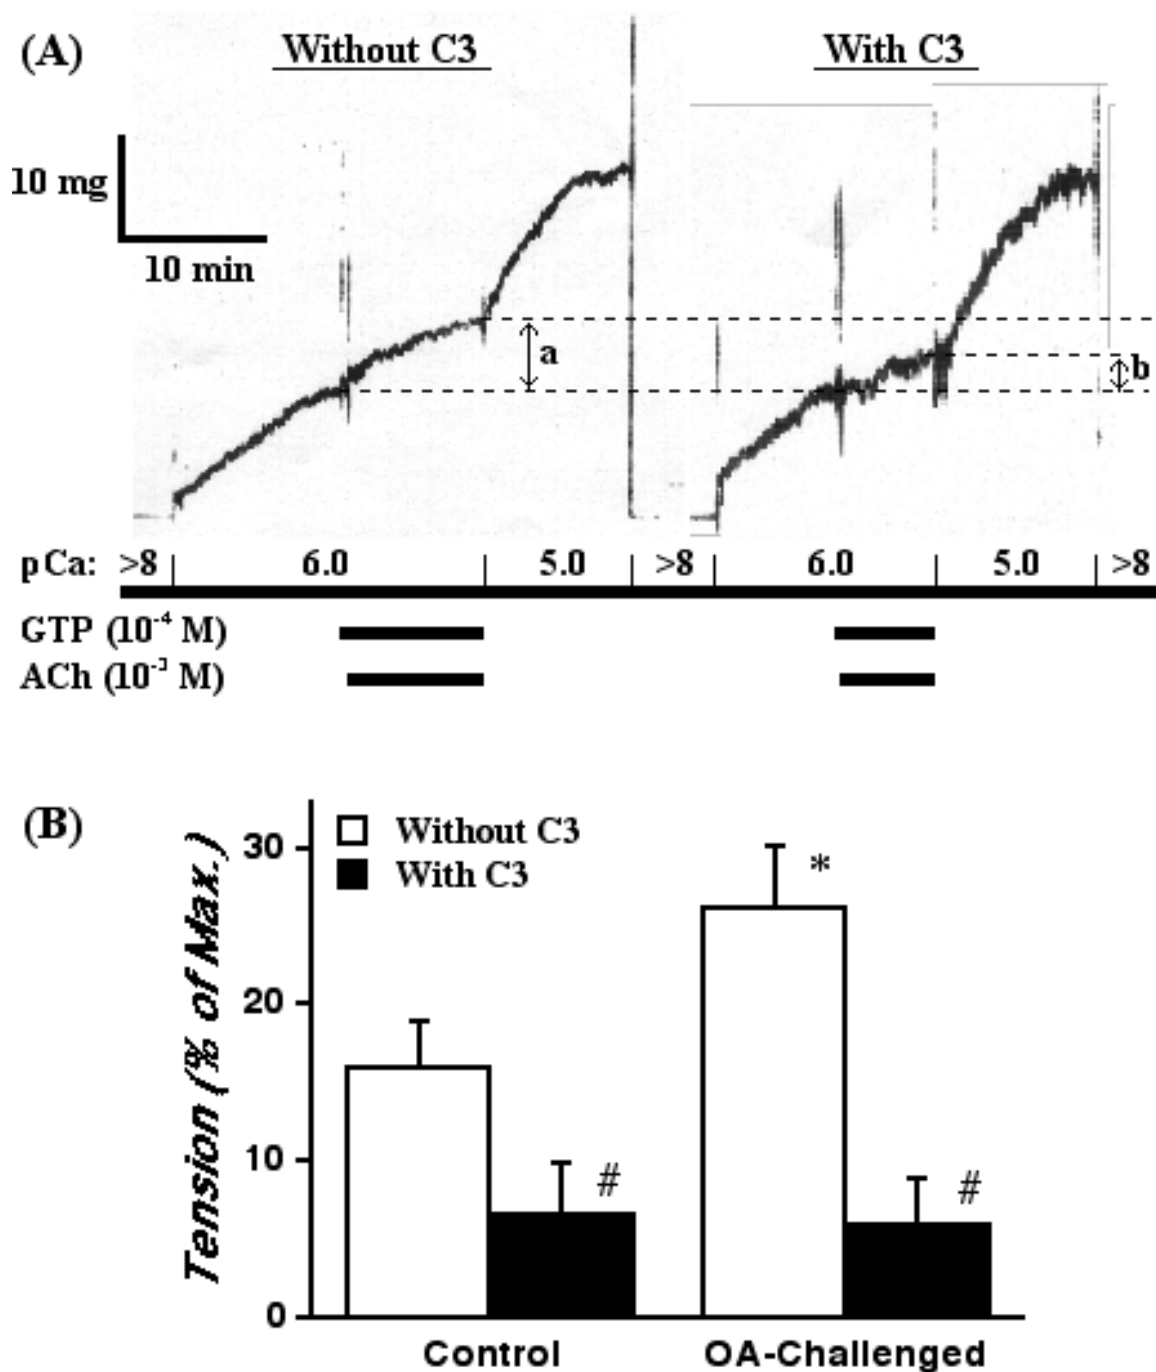 (A)
Without C3
With C3
10 mg
10 min
a
b
pCa: >8 6.0 5.0 >8 6.0 5.0 >8
GTP (10⁻⁴ M)
ACh (10⁻³ M)
(B)
Without C3
With C3
Tension (% of Max.)
30
20
10
0
*
#
#
Control
OA-Challenged